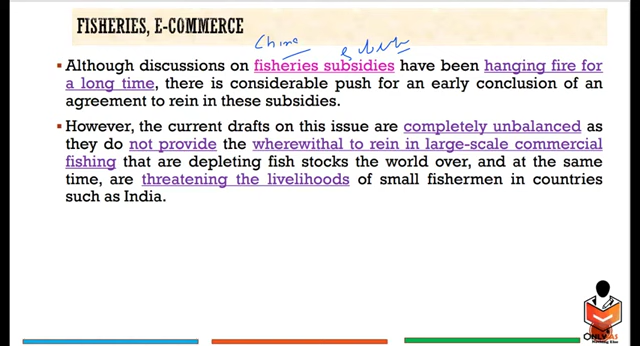 FISHERIES, E-COMMERCE
China
▪ Although discussions on fisheries subsidies have been hanging fire for
a long time, there is considerable push for an early conclusion of an
agreement to rein in these subsidies.
▪ However, the current drafts on this issue are completely unbalanced as
they do not provide the wherewithal to rein in large-scale commercial
fishing that are depleting fish stocks the world over, and at the same
time, are threatening the livelihoods of small fishermen in countries
such as India.